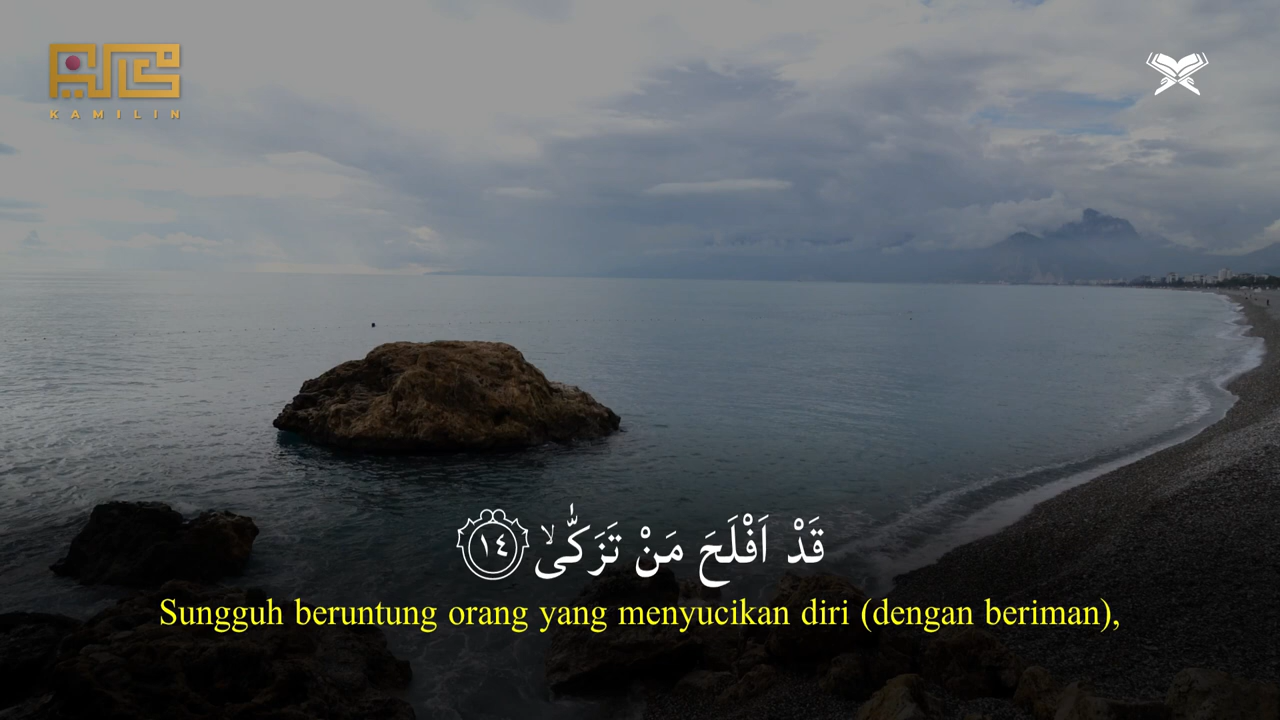 KAMILIN
قَدْ اَفْلَحَ مَنْ تَزَكّٰىۙ ١٤
Sungguh beruntung orang yang menyucikan diri (dengan beriman),